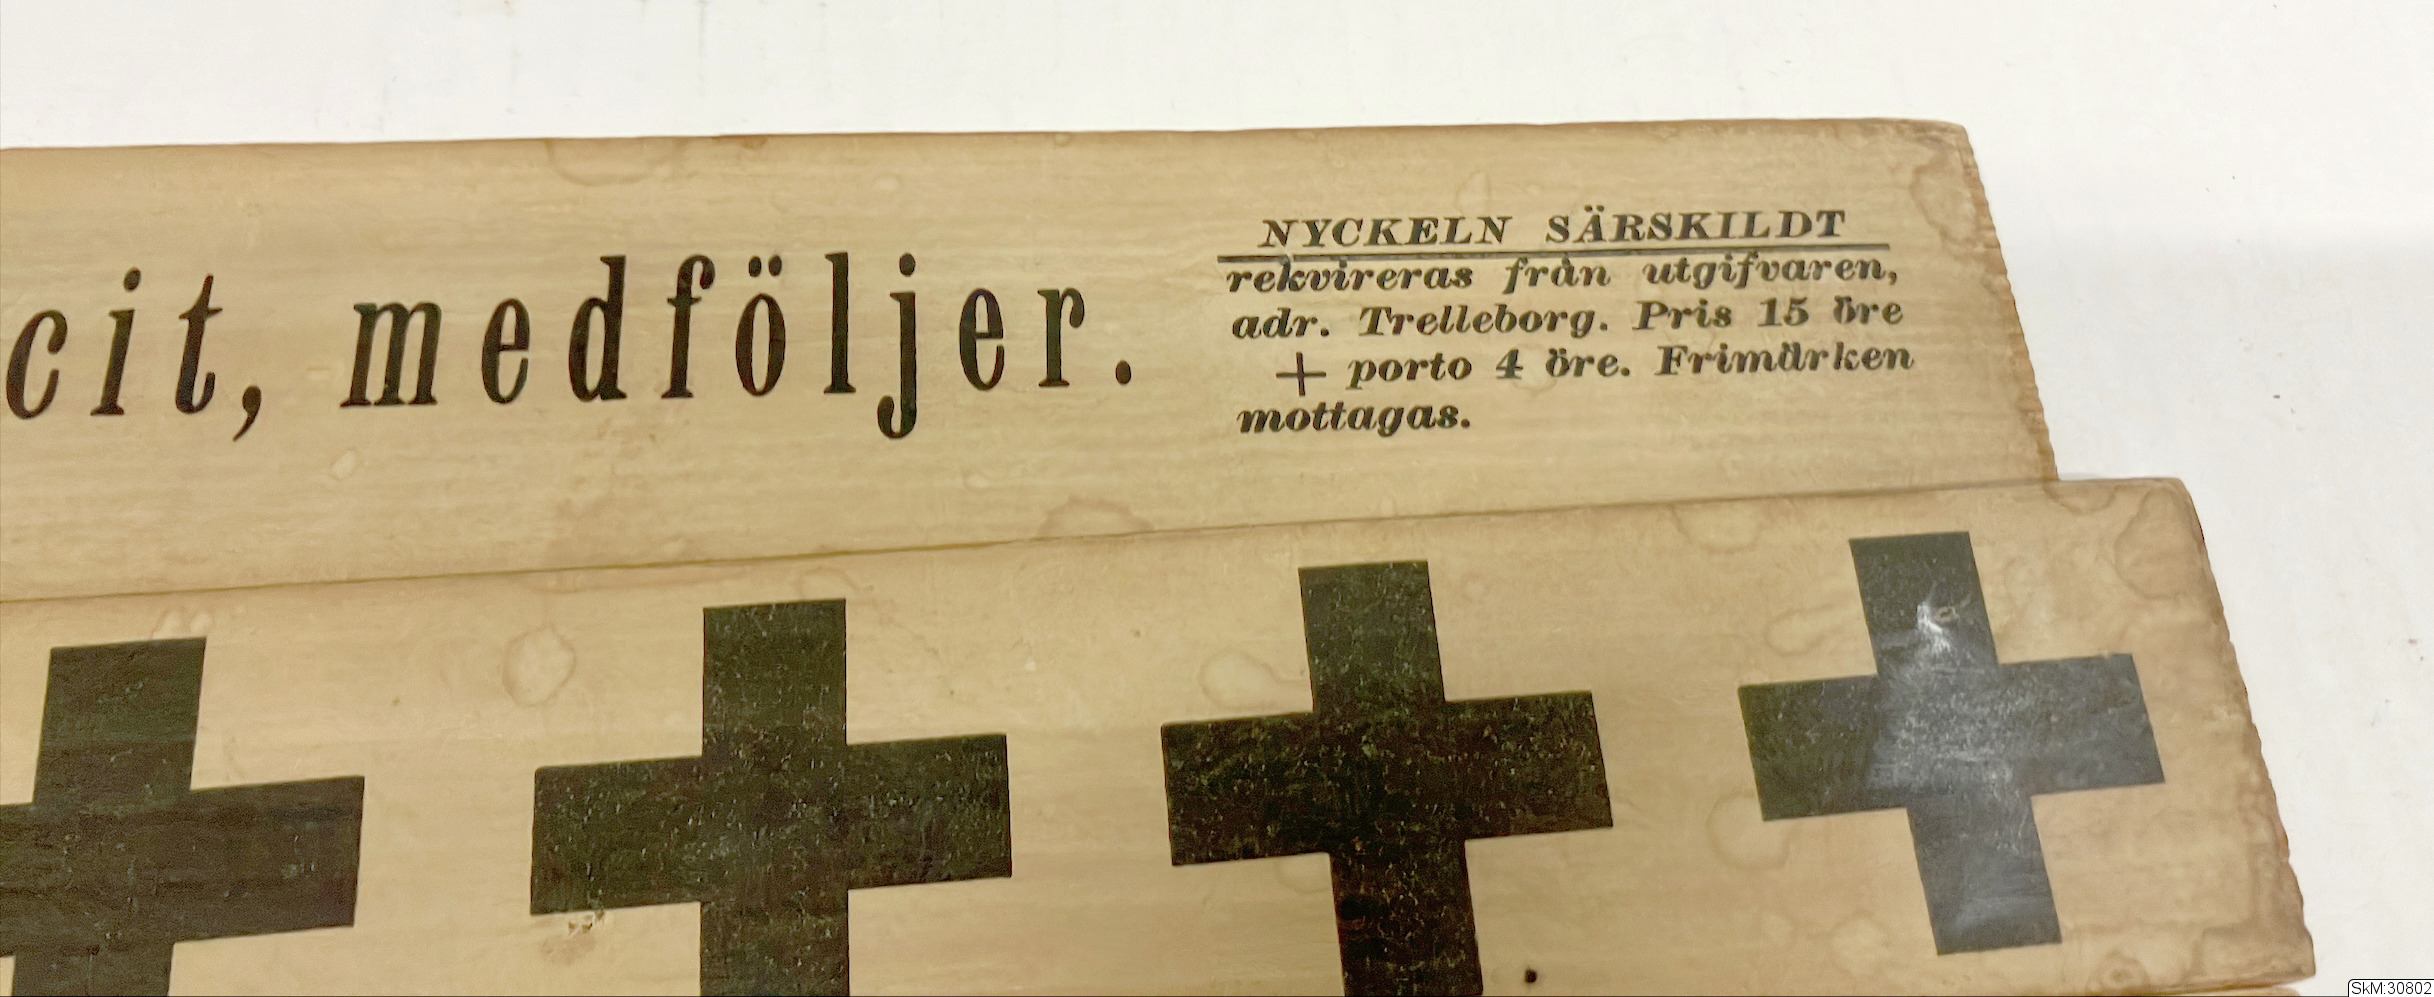 cit, medföljer.
NYCKELN SÄRSKILDT
rekvireras från utgifvaren,
adr. Trelleborg. Pris 15 öre
+ porto 4 öre. Frimärken
mottagas.
SkM:30802